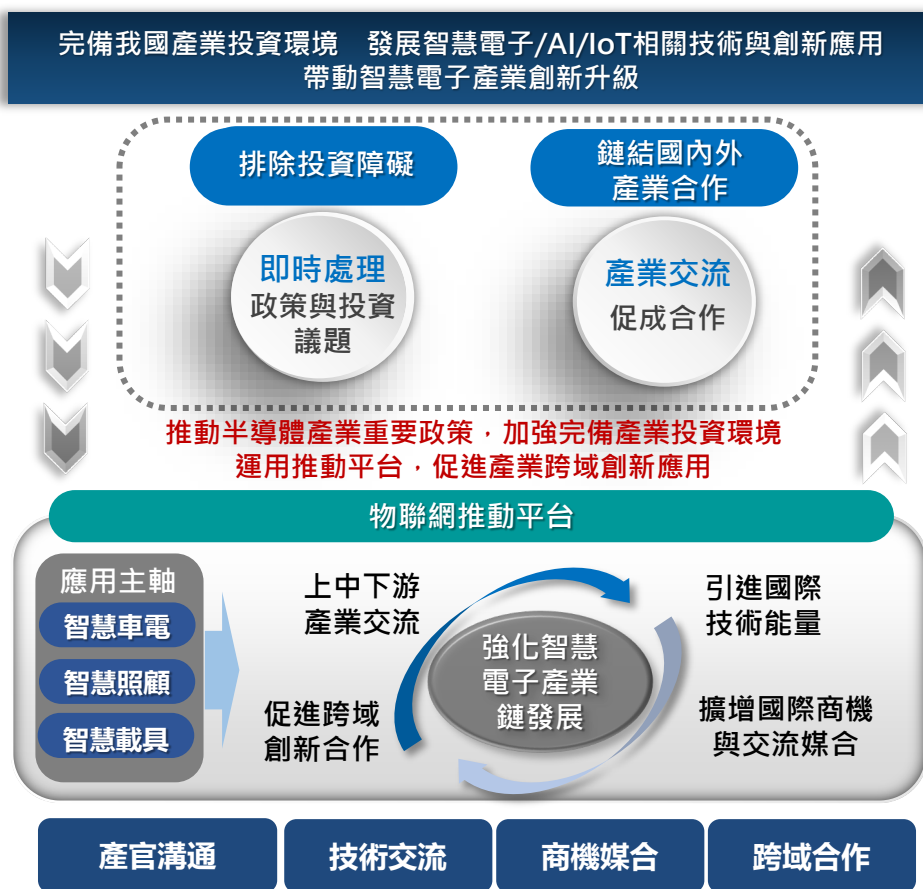 完備我國產業投資環境 發展智慧電子/AI/IoT相關技術與創新應用
帶動智慧電子產業創新升級
排除投資障礙
鏈結國內外
產業合作
即時處理
政策與投資
議題
產業交流
促成合作
推動半導體產業重要政策，加強完備產業投資環境
運用推動平台，促進產業跨域創新應用
物聯網推動平台
應用主軸
智慧車電
智慧照顧
智慧載具
上中下游
產業交流
促進跨域
創新合作
強化智慧
電子產業
鏈發展
引進國際
技術能量
擴增國際商機
與交流媒合
產官溝通
技術交流
商機媒合
跨域合作